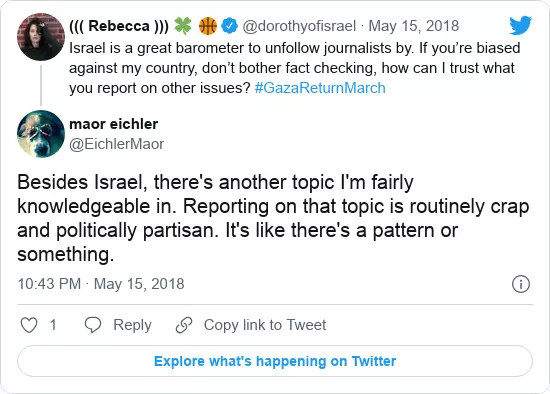 ((( Rebecca ))) 🍀 🏀 @dorothyofisrael · May 15, 2018
Israel is a great barometer to unfollow journalists by. If you’re biased
against my country, don’t bother fact checking, how can I trust what
you report on other issues? #GazaReturnMarch
maor eichler
@EichlerMaor
Besides Israel, there's another topic I'm fairly
knowledgeable in. Reporting on that topic is routinely crap
and politically partisan. It's like there's a pattern or
something.
10:43 PM · May 15, 2018
1 Reply Copy link to Tweet
Explore what's happening on Twitter